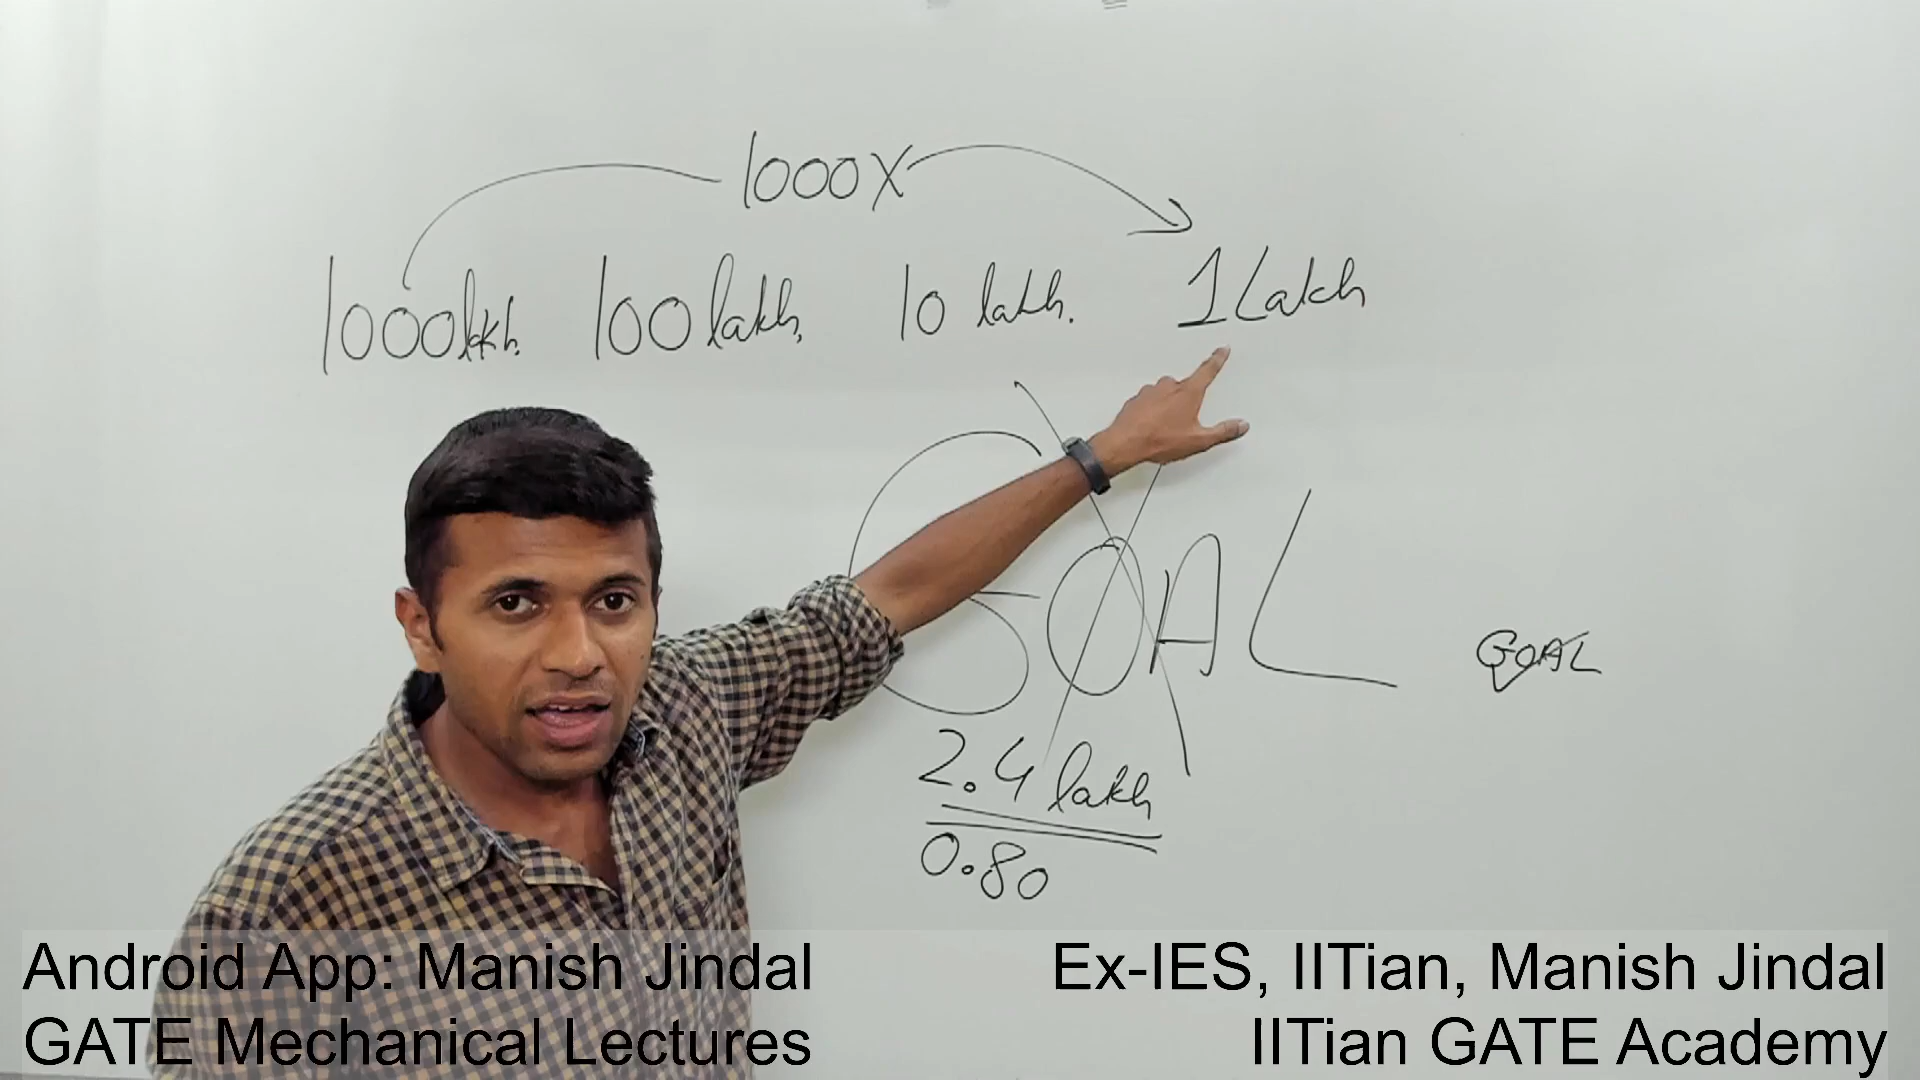 1000X
1000lkh. 100 lakh, 10 lakh. 1 Lakh
GOAL
GOAL
2.4 lakh
0.80
Android App: Manish Jindal
GATE Mechanical Lectures
Ex-IES, IITian, Manish Jindal
IITian GATE Academy